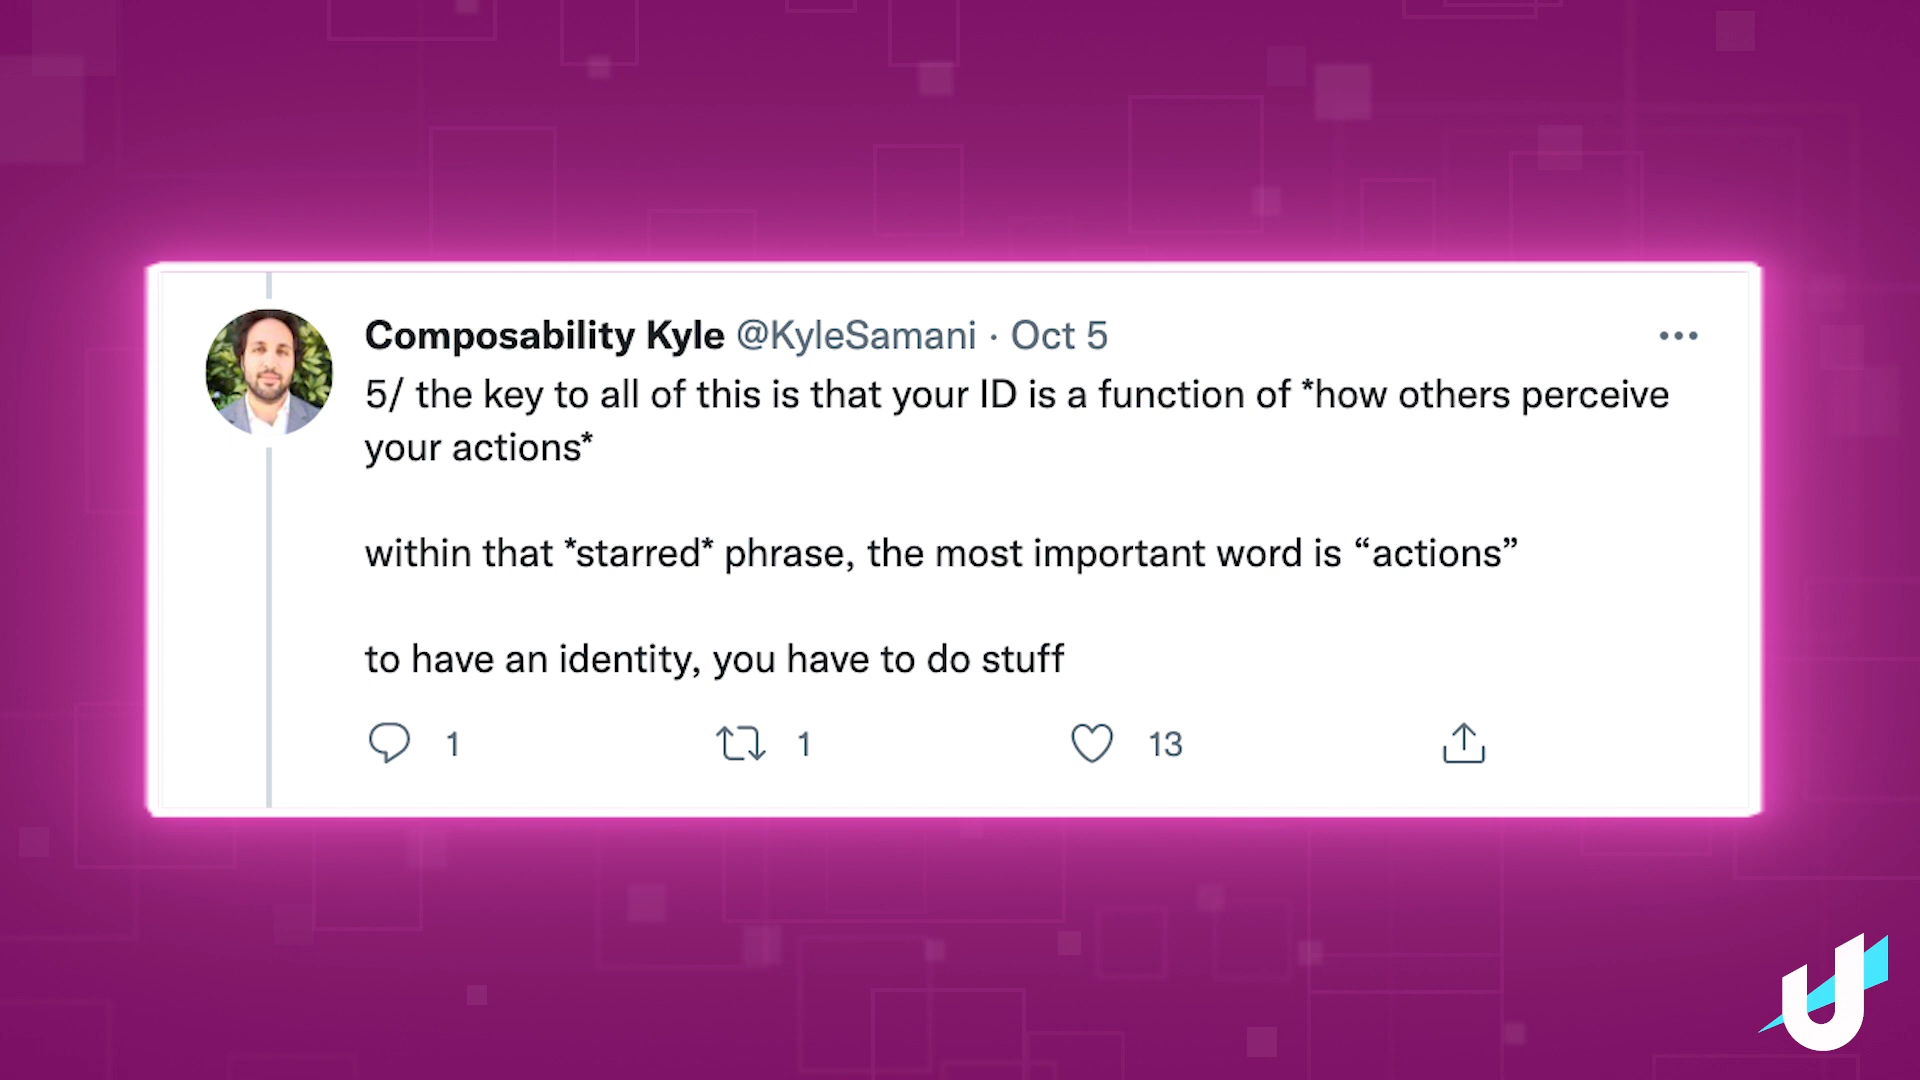 Composability Kyle @KyleSamani · Oct 5
5/ the key to all of this is that your ID is a function of *how others perceive
your actions*
within that *starred* phrase, the most important word is “actions”
to have an identity, you have to do stuff
1 1 13